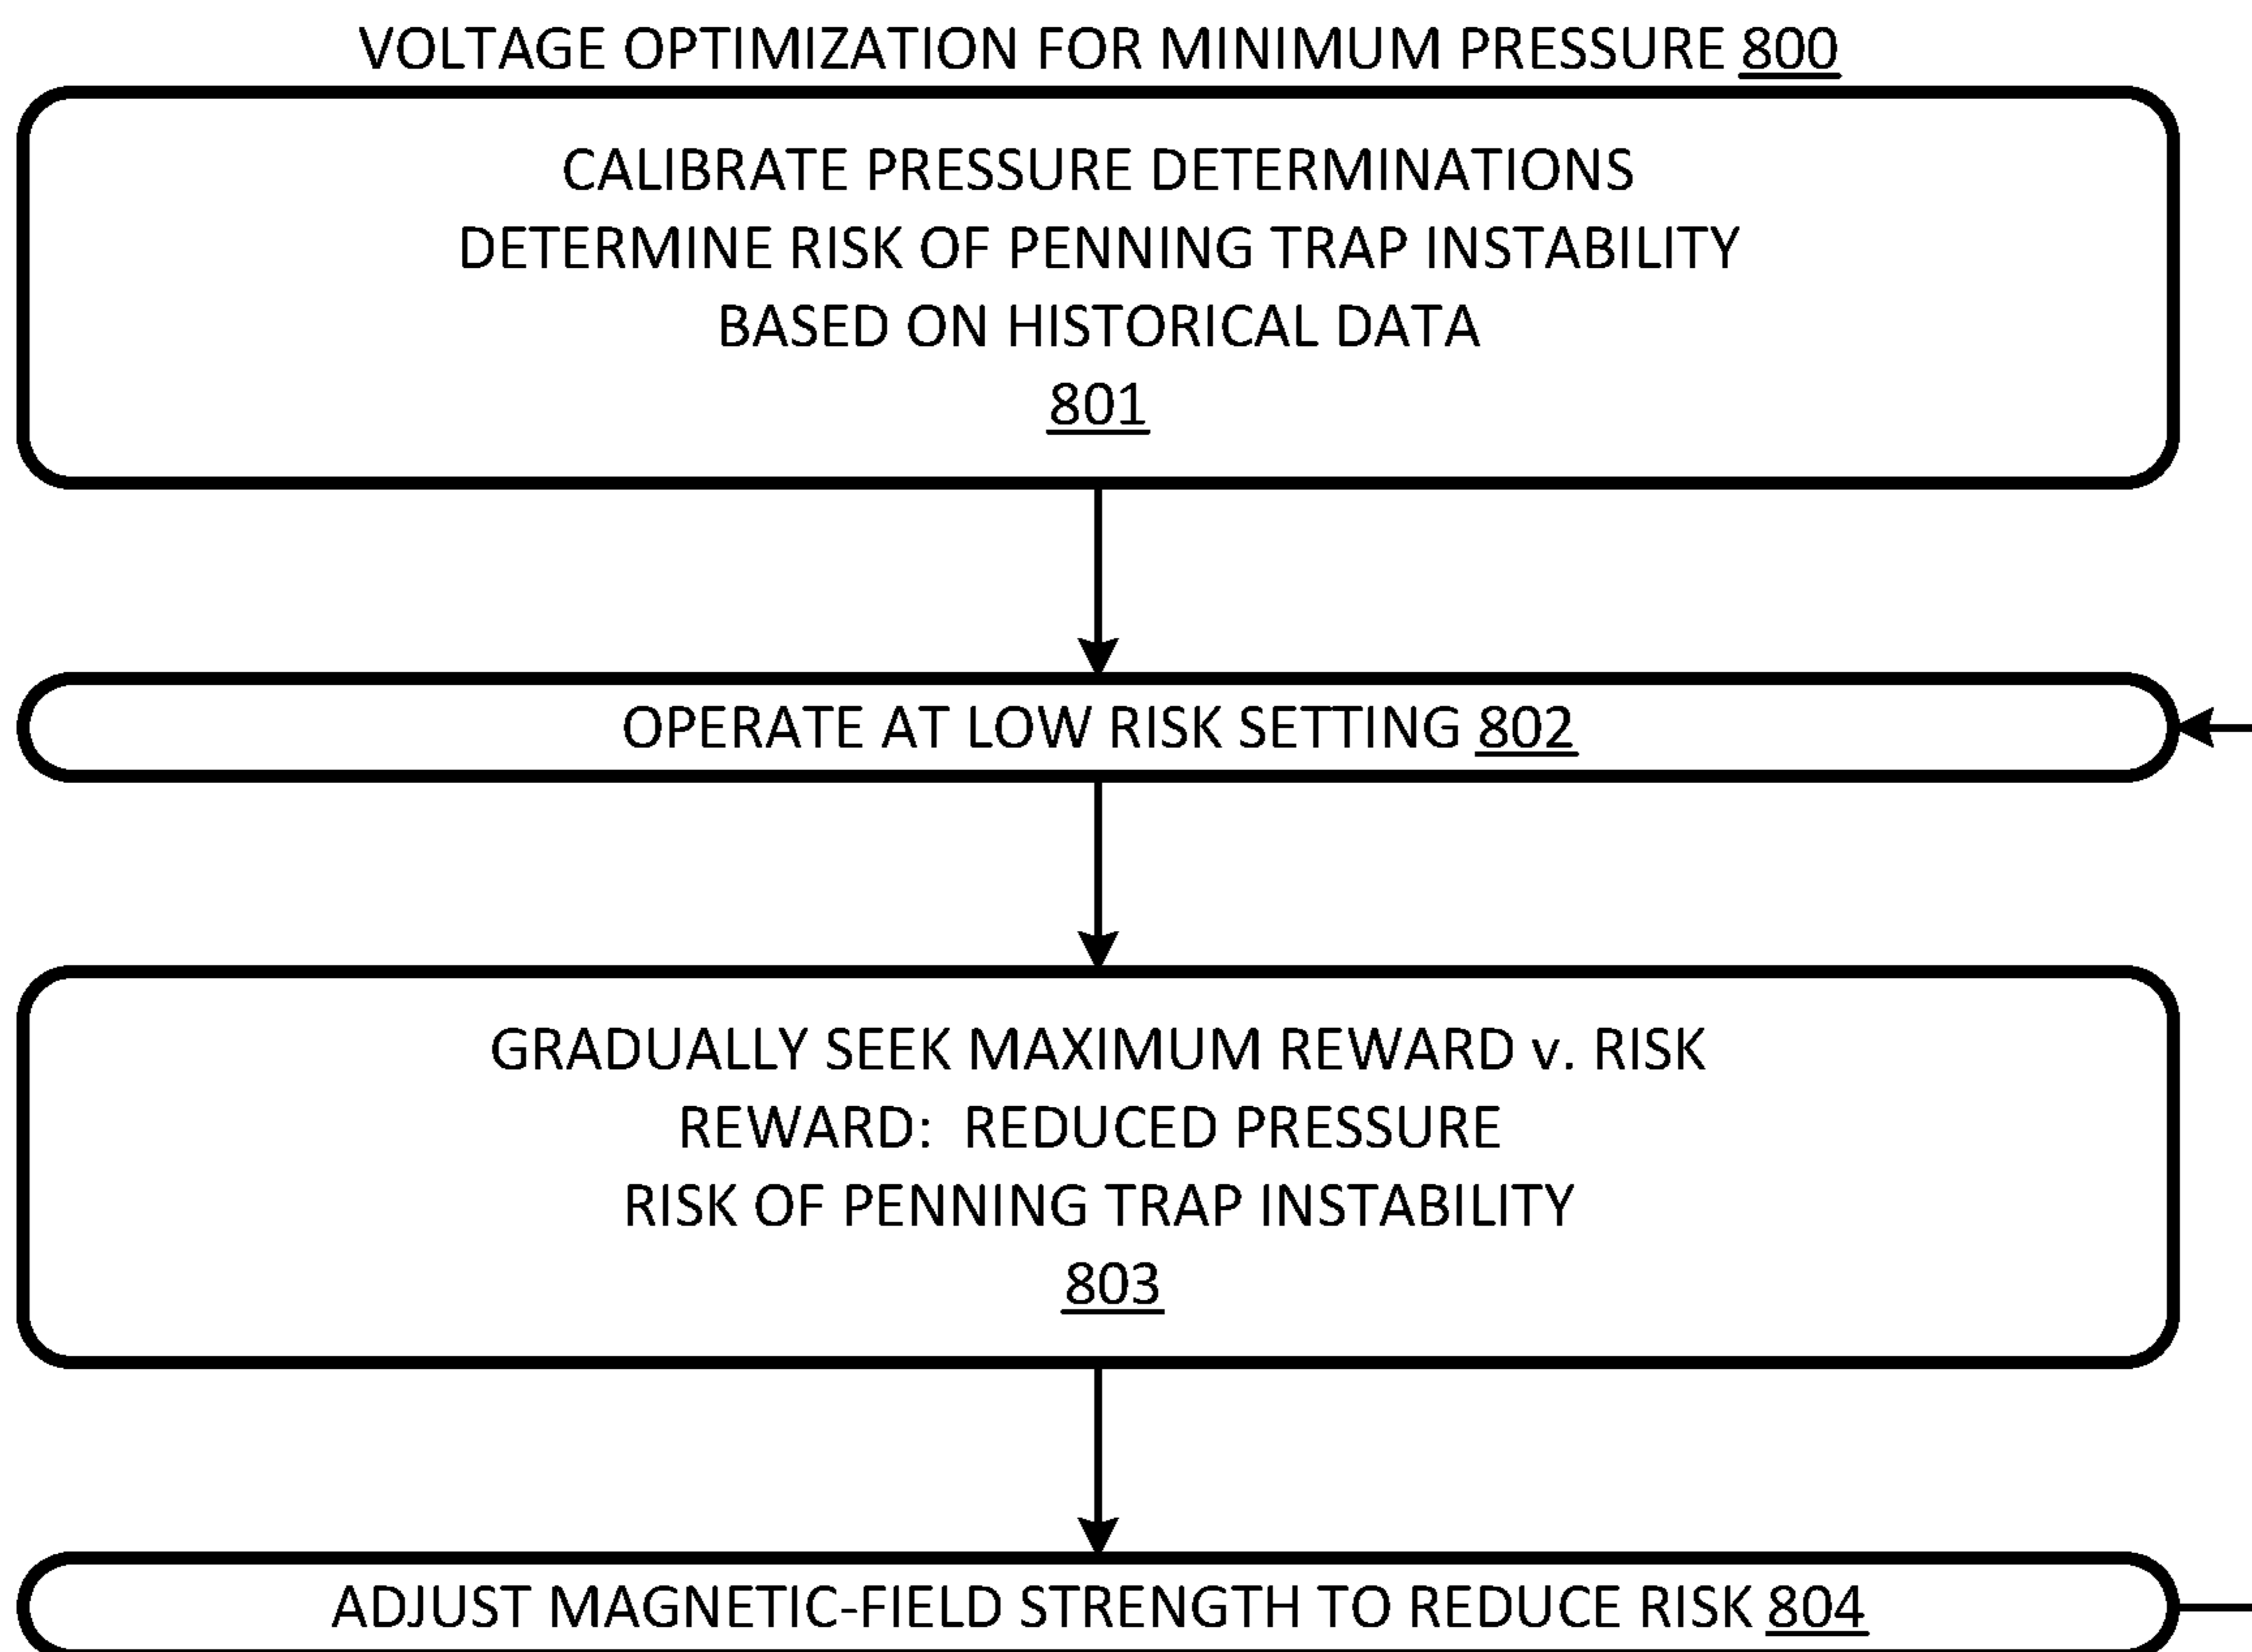 VOLTAGE OPTIMIZATION FOR MINIMUM PRESSURE 800
CALIBRATE PRESSURE DETERMINATIONS
DETERMINE RISK OF PENNING TRAP INSTABILITY
BASED ON HISTORICAL DATA
801
OPERATE AT LOW RISK SETTING 802
GRADUALLY SEEK MAXIMUM REWARD v. RISK
REWARD:  REDUCED PRESSURE
RISK OF PENNING TRAP INSTABILITY
803
ADJUST MAGNETIC-FIELD STRENGTH TO REDUCE RISK 804